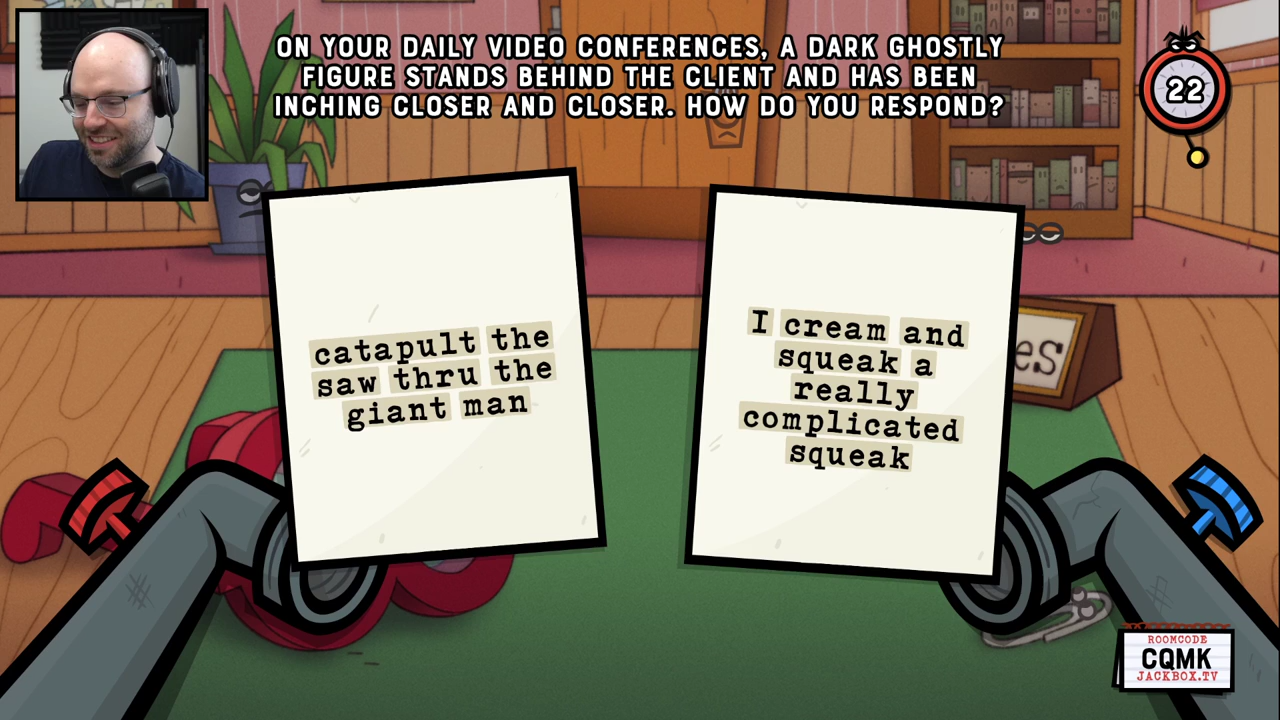 ON YOUR DAILY VIDEO CONFERENCES, A DARK GHOSTLY
FIGURE STANDS BEHIND THE CLIENT AND HAS BEEN
INCHING CLOSER AND CLOSER. HOW DO YOU RESPOND?
22
catapult the
saw thru the
giant man
I cream and
squeak a
really
complicated
squeak
ROOMCODE
CQMK
JACKBOX.TV